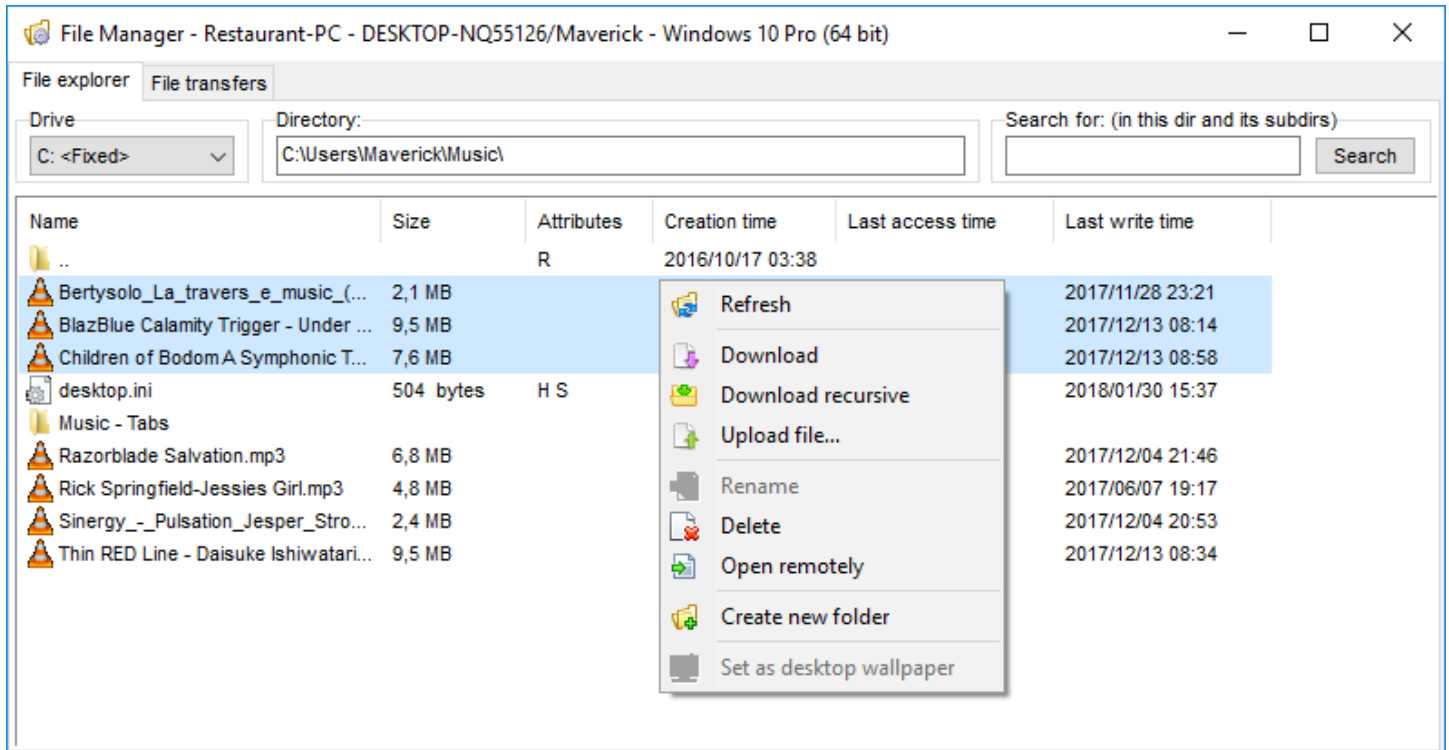 File Manager - Restaurant-PC - DESKTOP-NQ55126/Maverick - Windows 10 Pro (64 bit)
File explorer File transfers
Drive Directory: Search for: (in this dir and its subdirs)
C: <Fixed> C:\Users\Maverick\Music\ Search
Name Size Attributes Creation time Last access time Last write time
.. R 2016/10/17 03:38
Bertysolo_La_travers_e_music_(... 2,1 MB 2017/11/28 23:21
BlazBlue Calamity Trigger - Under ... 9,5 MB 2017/12/13 08:14
Children of Bodom A Symphonic T... 7,6 MB 2017/12/13 08:58
desktop.ini 504 bytes H S 2018/01/30 15:37
Music - Tabs
Razorblade Salvation.mp3 6,8 MB 2017/12/04 21:46
Rick Springfield-Jessies Girl.mp3 4,8 MB 2017/06/07 19:17
Sinergy_-_Pulsation_Jesper_Stro... 2,4 MB 2017/12/04 20:53
Thin RED Line - Daisuke Ishiwatari... 9,5 MB 2017/12/13 08:34
Refresh
Download
Download recursive
Upload file...
Rename
Delete
Open remotely
Create new folder
Set as desktop wallpaper